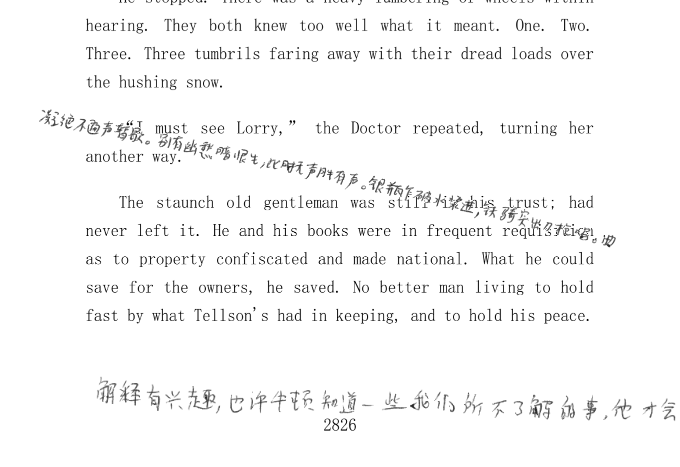 He stopped. There was a heavy lumbering of wheels within
hearing. They both knew too well what it meant. One. Two.
Three. Three tumbrils faring away with their dread loads over
the hushing snow.
凝绝不通声暂歇。别有幽愁暗恨生,此时无声胜有声。银瓶乍破水浆迸,铁骑突出刀枪鸣。曲
“I must see Lorry,” the Doctor repeated, turning her
another way.
The staunch old gentleman was still in his trust; had
never left it. He and his books were in frequent requisition
as to property confiscated and made national. What he could
save for the owners, he saved. No better man living to hold
fast by what Tellson's had in keeping, and to hold his peace.
解释有兴趣,也许牛顿知道一些我们所不了解的事,他才会
2826